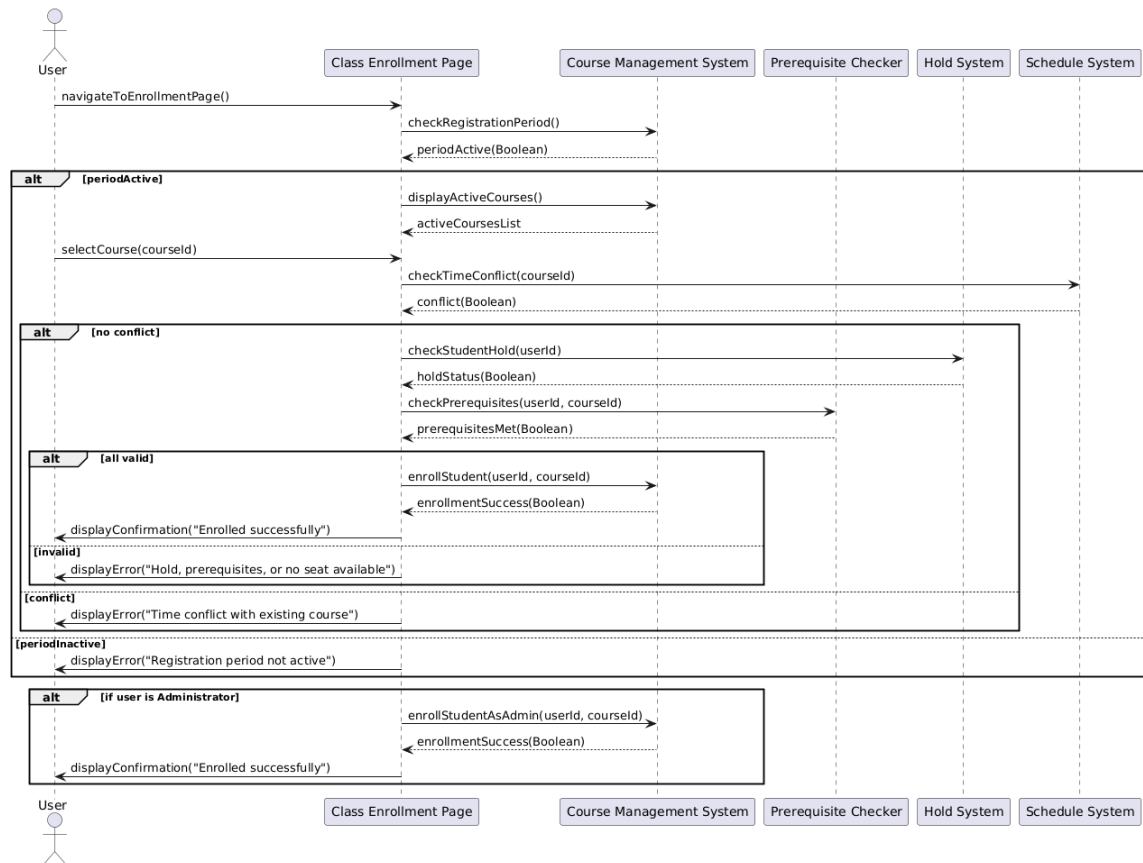 User
Class Enrollment Page
Course Management System
Prerequisite Checker
Hold System
Schedule System
navigateToEnrollmentPage()
checkRegistrationPeriod()
periodActive(Boolean)
alt [periodActive]
displayActiveCourses()
activeCoursesList
selectCourse(courseId)
checkTimeConflict(courseId)
conflict(Boolean)
alt [no conflict]
checkStudentHold(userId)
holdStatus(Boolean)
checkPrerequisites(userId, courseId)
prerequisitesMet(Boolean)
alt [all valid]
enrollStudent(userId, courseId)
enrollmentSuccess(Boolean)
displayConfirmation("Enrolled successfully")
[invalid]
displayError("Hold, prerequisites, or no seat available")
[conflict]
displayError("Time conflict with existing course")
[periodInactive]
displayError("Registration period not active")
alt [if user is Administrator]
enrollStudentAsAdmin(userId, courseId)
enrollmentSuccess(Boolean)
displayConfirmation("Enrolled successfully")
User
Class Enrollment Page
Course Management System
Prerequisite Checker
Hold System
Schedule System